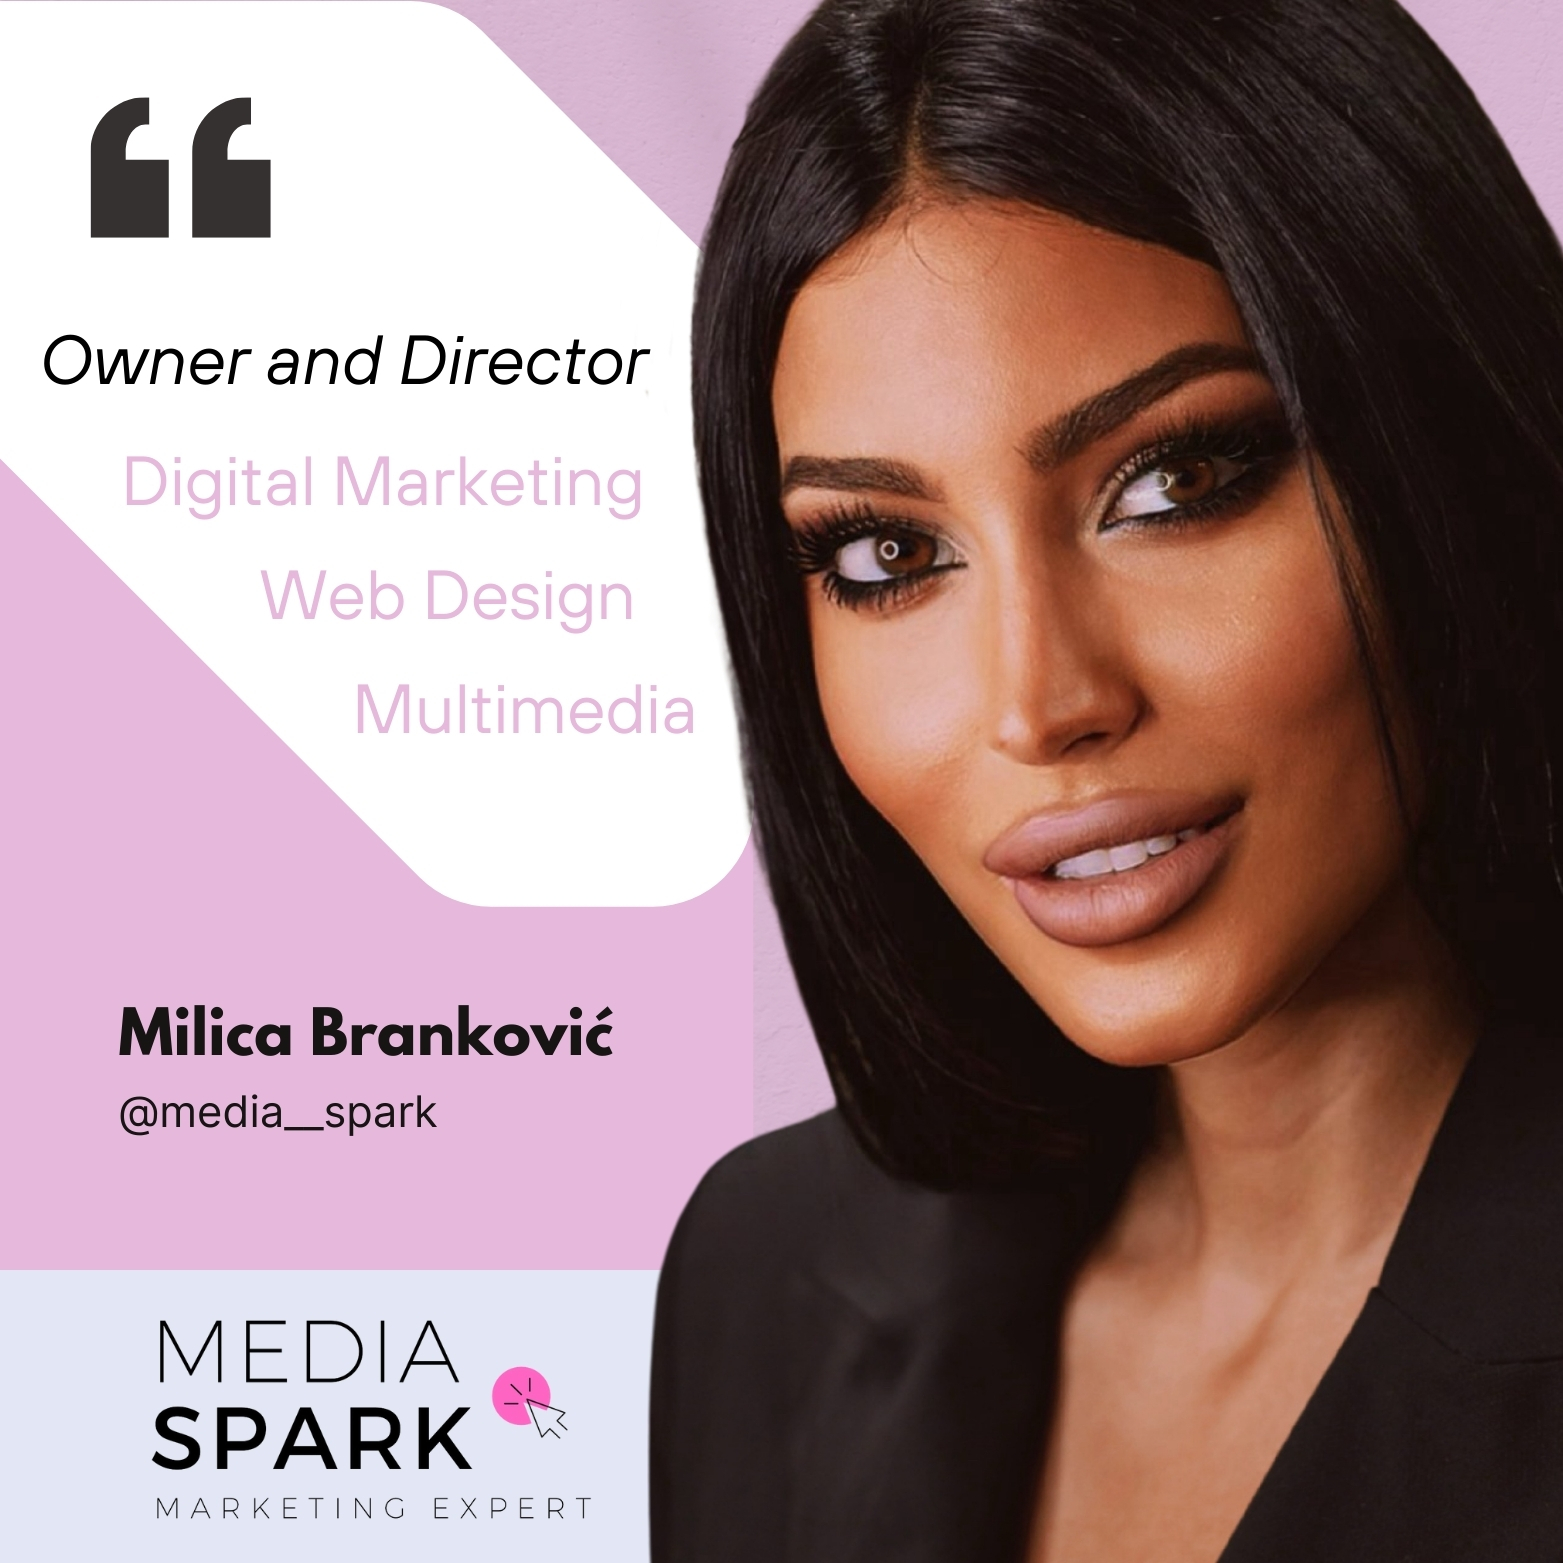 Owner and Director
Digital Marketing
Web Design
Multimedia
Milica Branković
@media__spark
MEDIA
SPARK
MARKETING EXPERT